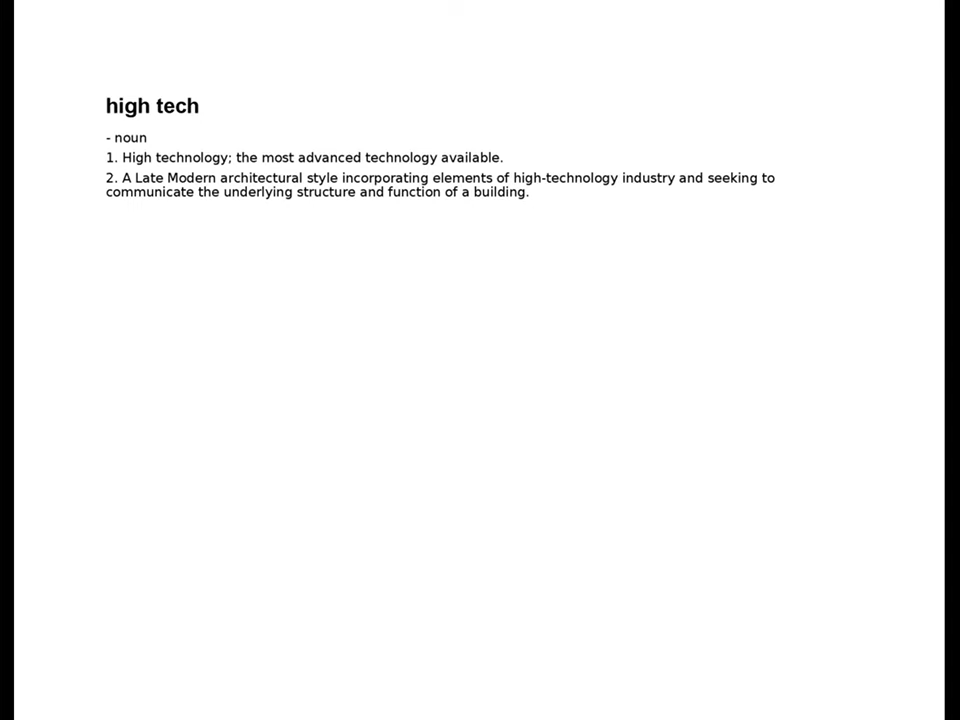 high tech
- noun
1. High technology; the most advanced technology available.
2. A Late Modern architectural style incorporating elements of high-technology industry and seeking to
communicate the underlying structure and function of a building.